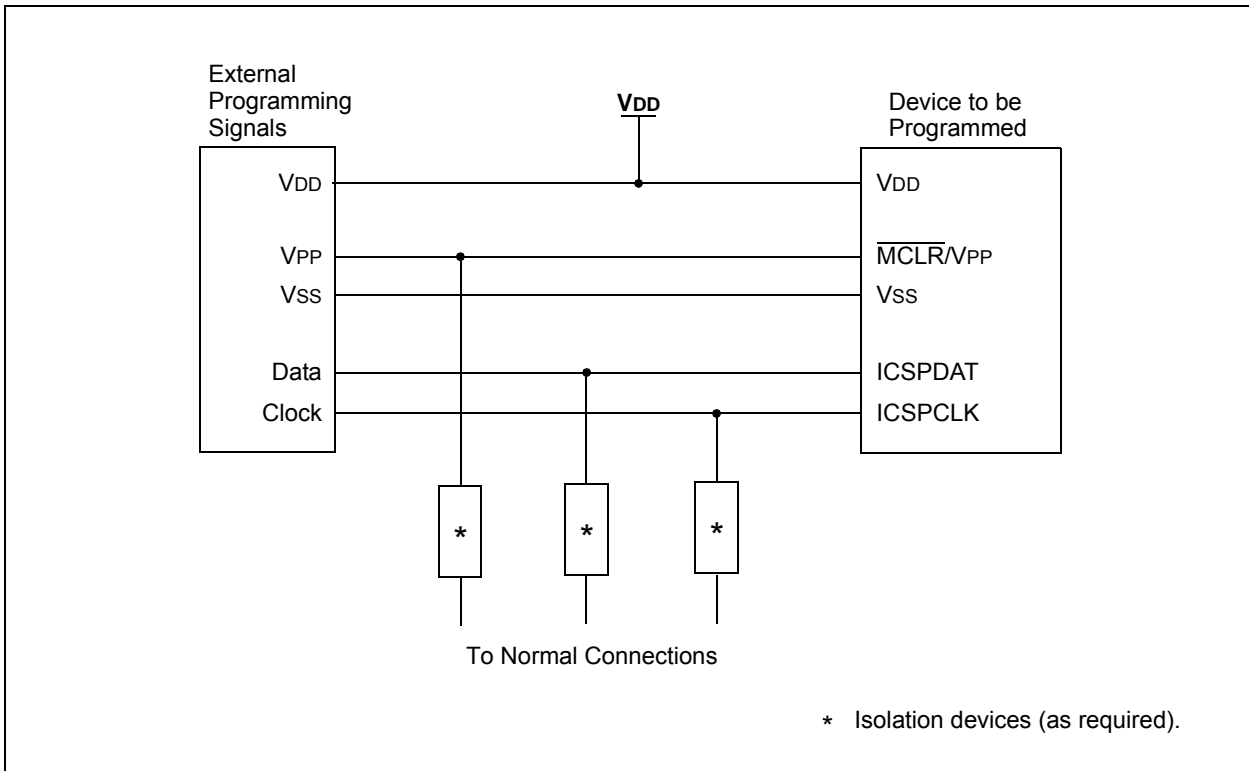 External
Programming
Signals
VDD
Device to be
Programmed
VDD
VDD
VPP
MCLR/VPP
VSS
VSS
Data
ICSPDAT
Clock
ICSPCLK
*
*
*
To Normal Connections
* Isolation devices (as required).